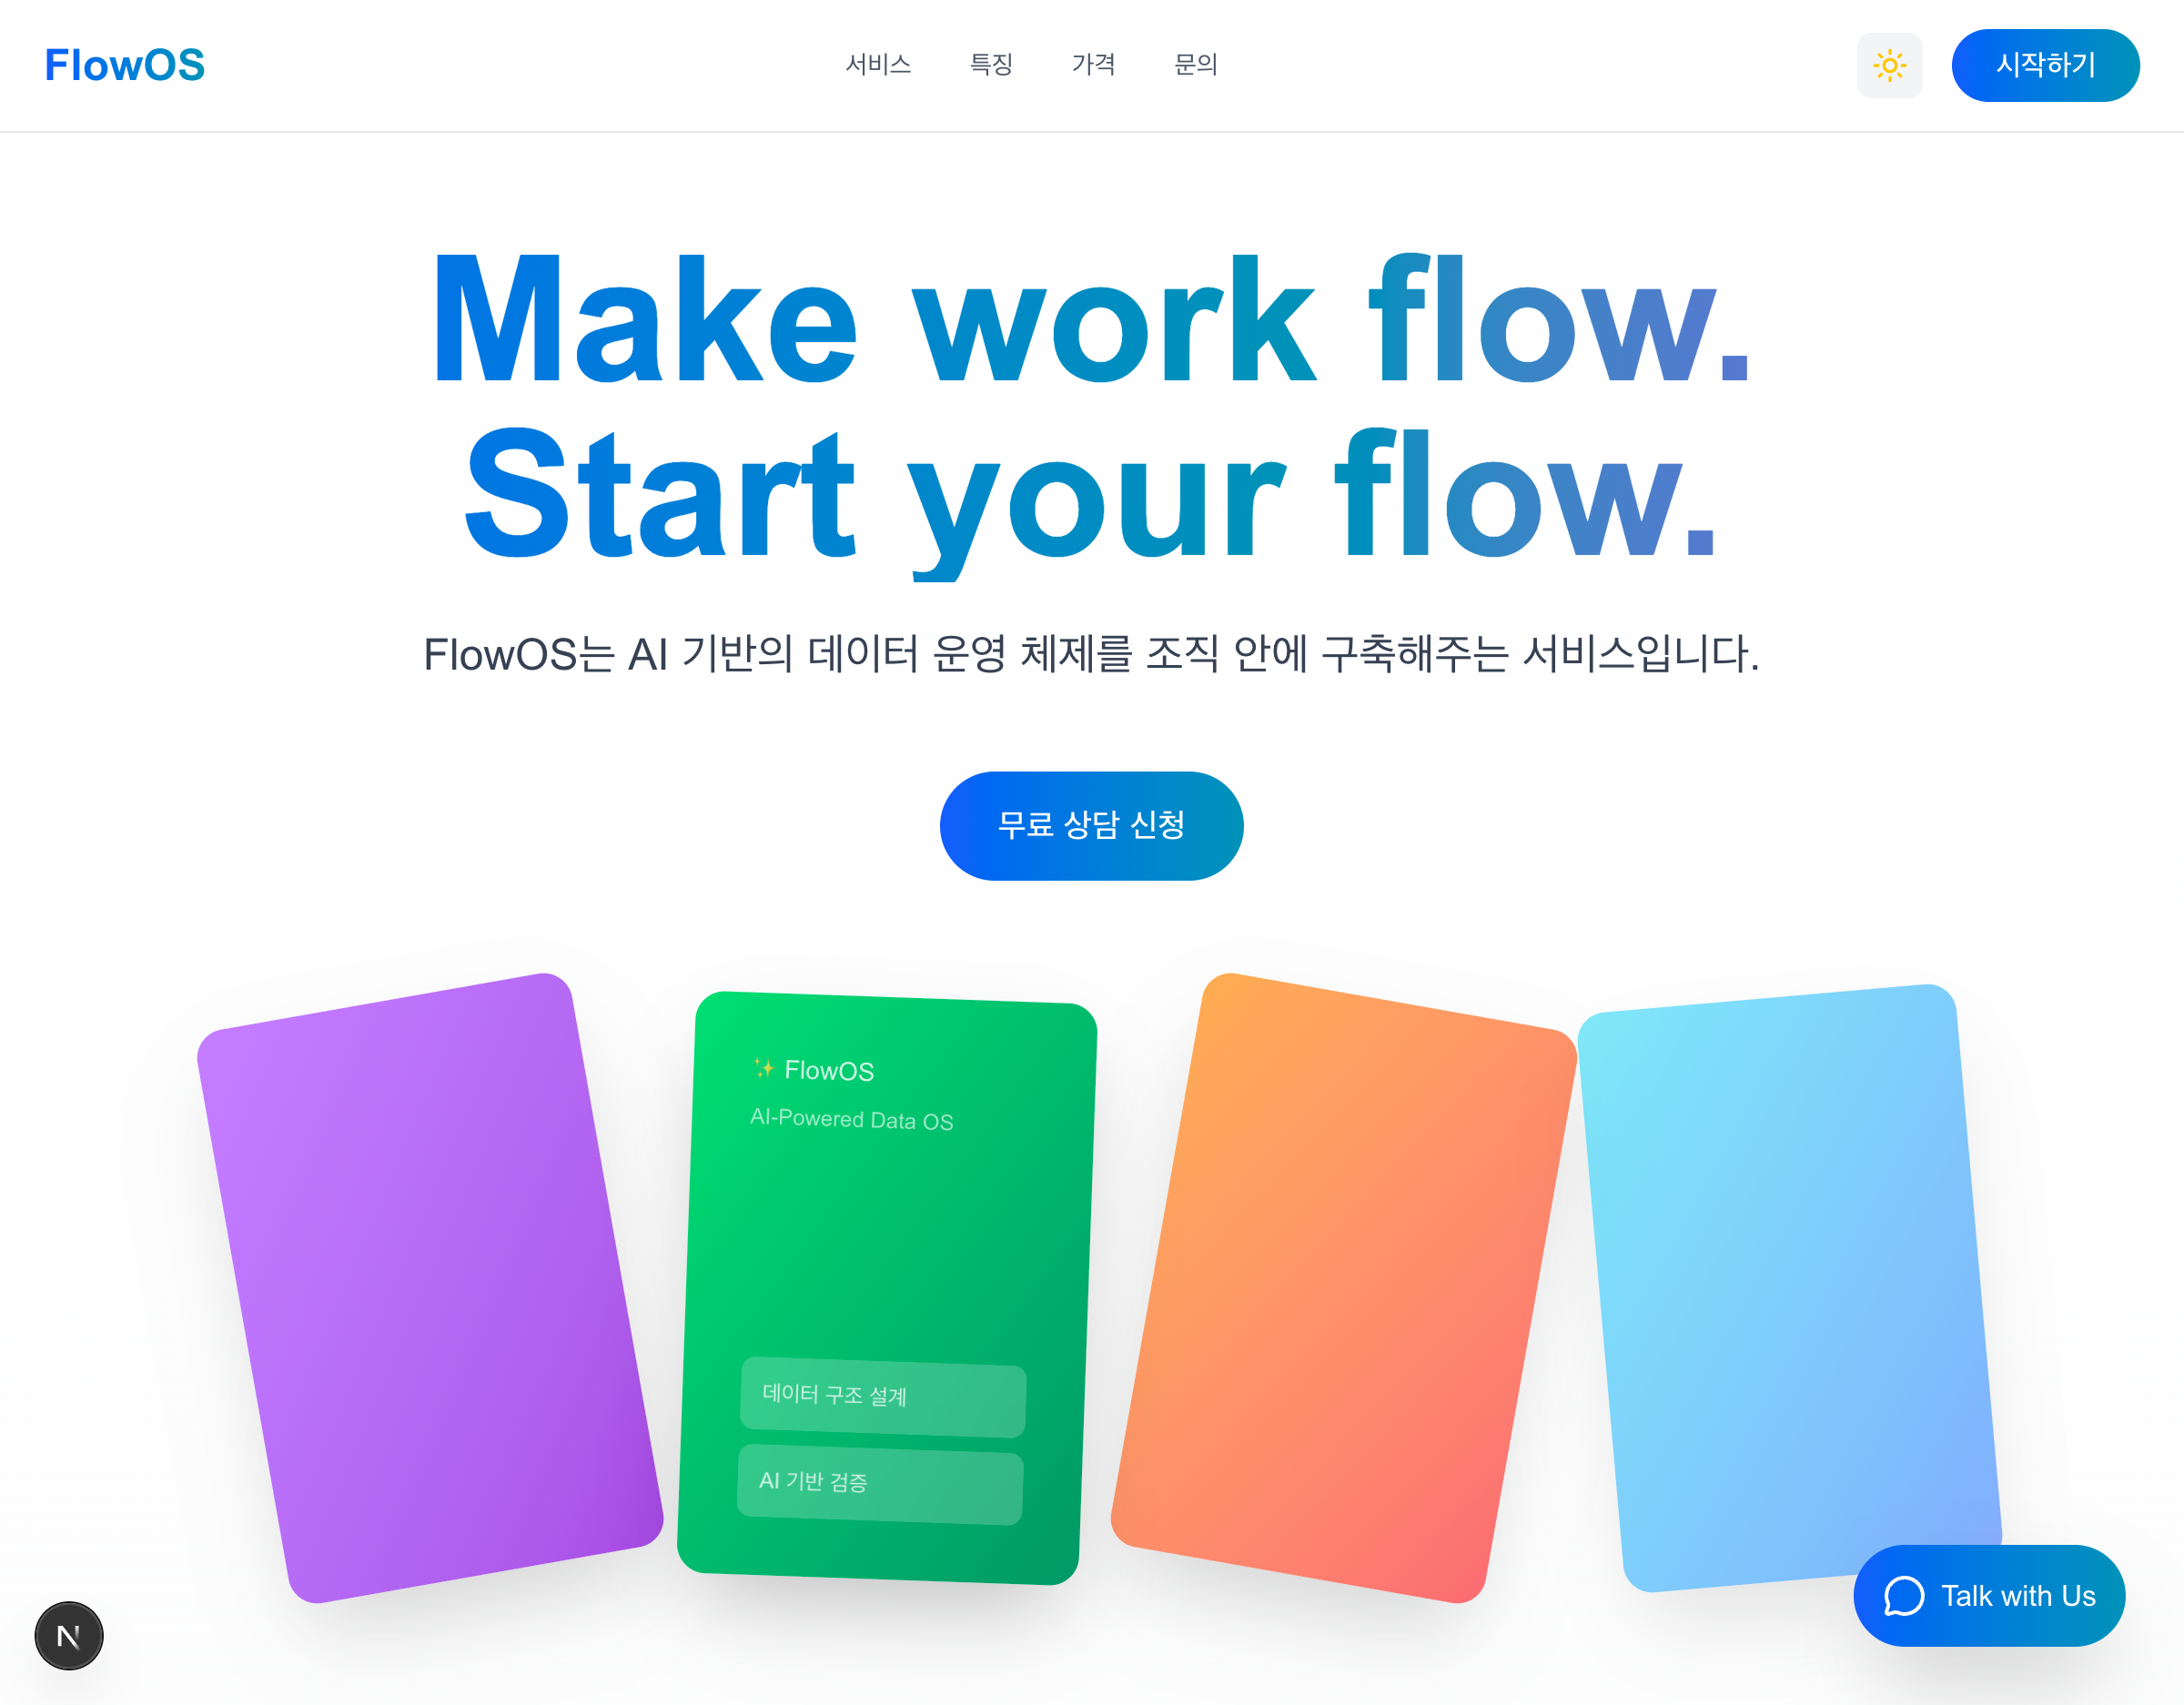 FlowOS
서비스 특징 가격 문의
시작하기
Make work flow.
Start your flow.
FlowOS는 AI 기반의 데이터 운영 체제를 조직 안에 구축해주는 서비스입니다.
무료 상담 신청
✨ FlowOS
AI-Powered Data OS
데이터 구조 설계
AI 기반 검증
Talk with Us
N